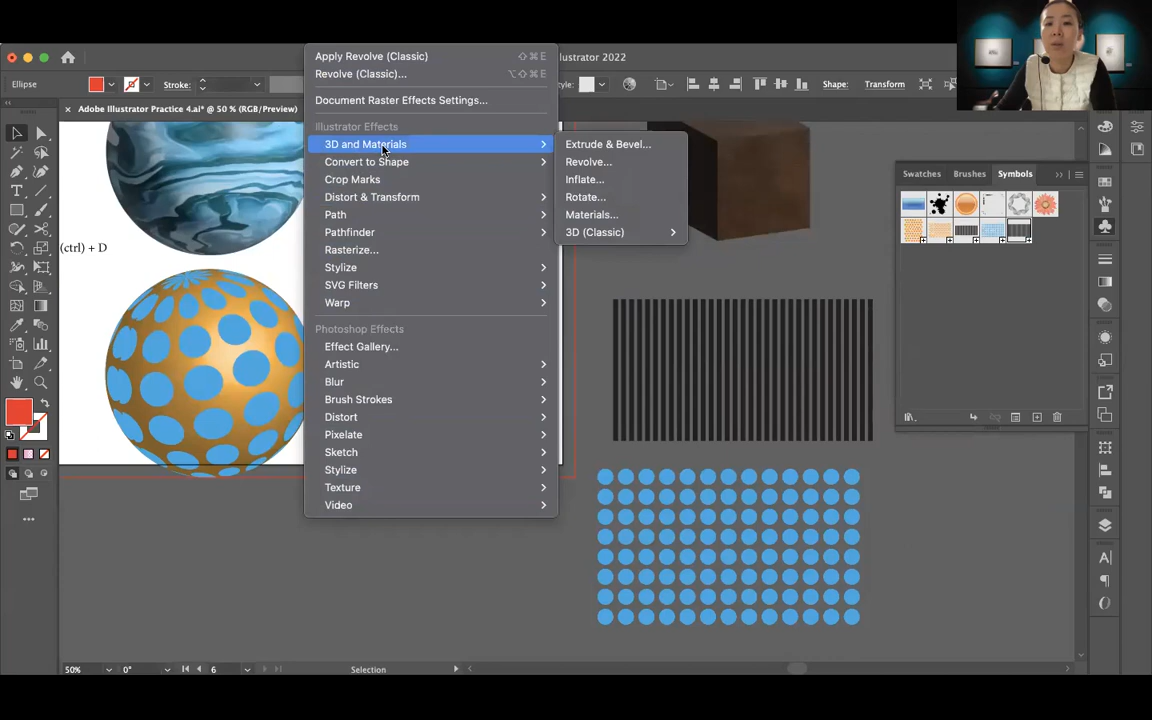 Illustrator 2022
Ellipse
Stroke:
Style:
Shape:
Transform
× Adobe Illustrator Practice 4.ai* @ 50 % (RGB/Preview)
Apply Revolve (Classic) ⇧⌘E
Revolve (Classic)... ⌥⇧⌘E
Document Raster Effects Settings...
Illustrator Effects
3D and Materials
Convert to Shape
Crop Marks
Distort & Transform
Path
Pathfinder
Rasterize...
Stylize
SVG Filters
Warp
Photoshop Effects
Effect Gallery...
Artistic
Blur
Brush Strokes
Distort
Pixelate
Sketch
Stylize
Texture
Video
Extrude & Bevel...
Revolve...
Inflate...
Rotate...
Materials...
3D (Classic)
Swatches
Brushes
Symbols
(ctrl) + D
50%
0°
6
Selection